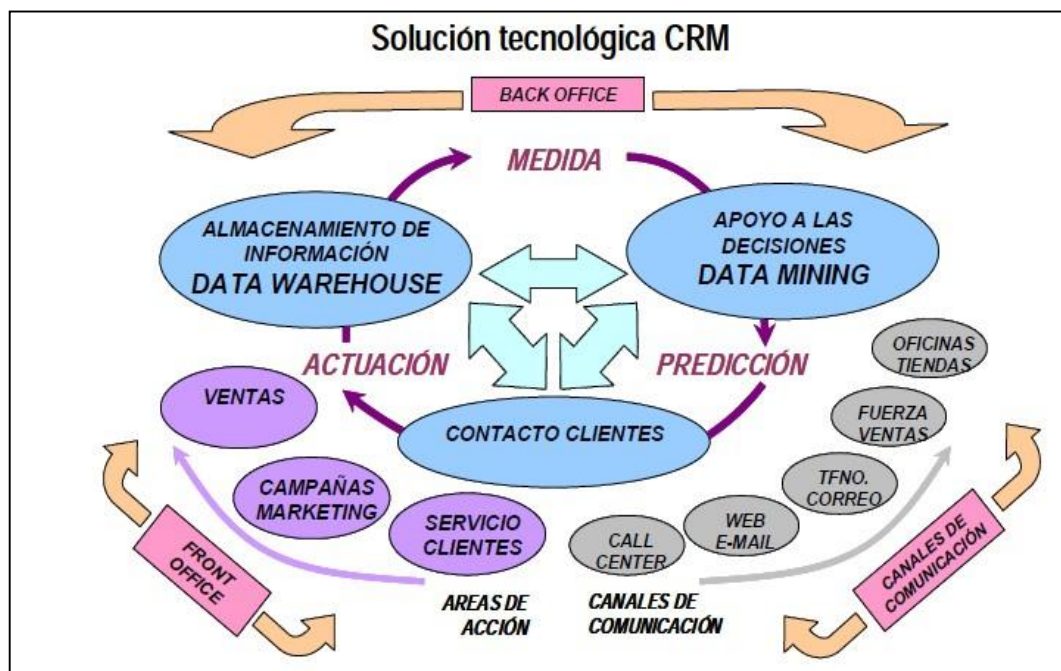 Solución tecnológica CRM
BACK OFFICE
MEDIDA
ALMACENAMIENTO DE
INFORMACIÓN
DATA WAREHOUSE
APOYO A LAS
DECISIONES
DATA MINING
ACTUACIÓN
PREDICCIÓN
OFICINAS
TIENDAS
VENTAS
CONTACTO CLIENTES
FUERZA
VENTAS
CAMPAÑAS
MARKETING
TFNO.
CORREO
SERVICIO
CLIENTES
WEB
E-MAIL
CALL
CENTER
FRONT
OFFICE
CANALES DE
COMUNICACIÓN
AREAS DE
ACCIÓN
CANALES DE
COMUNICACIÓN